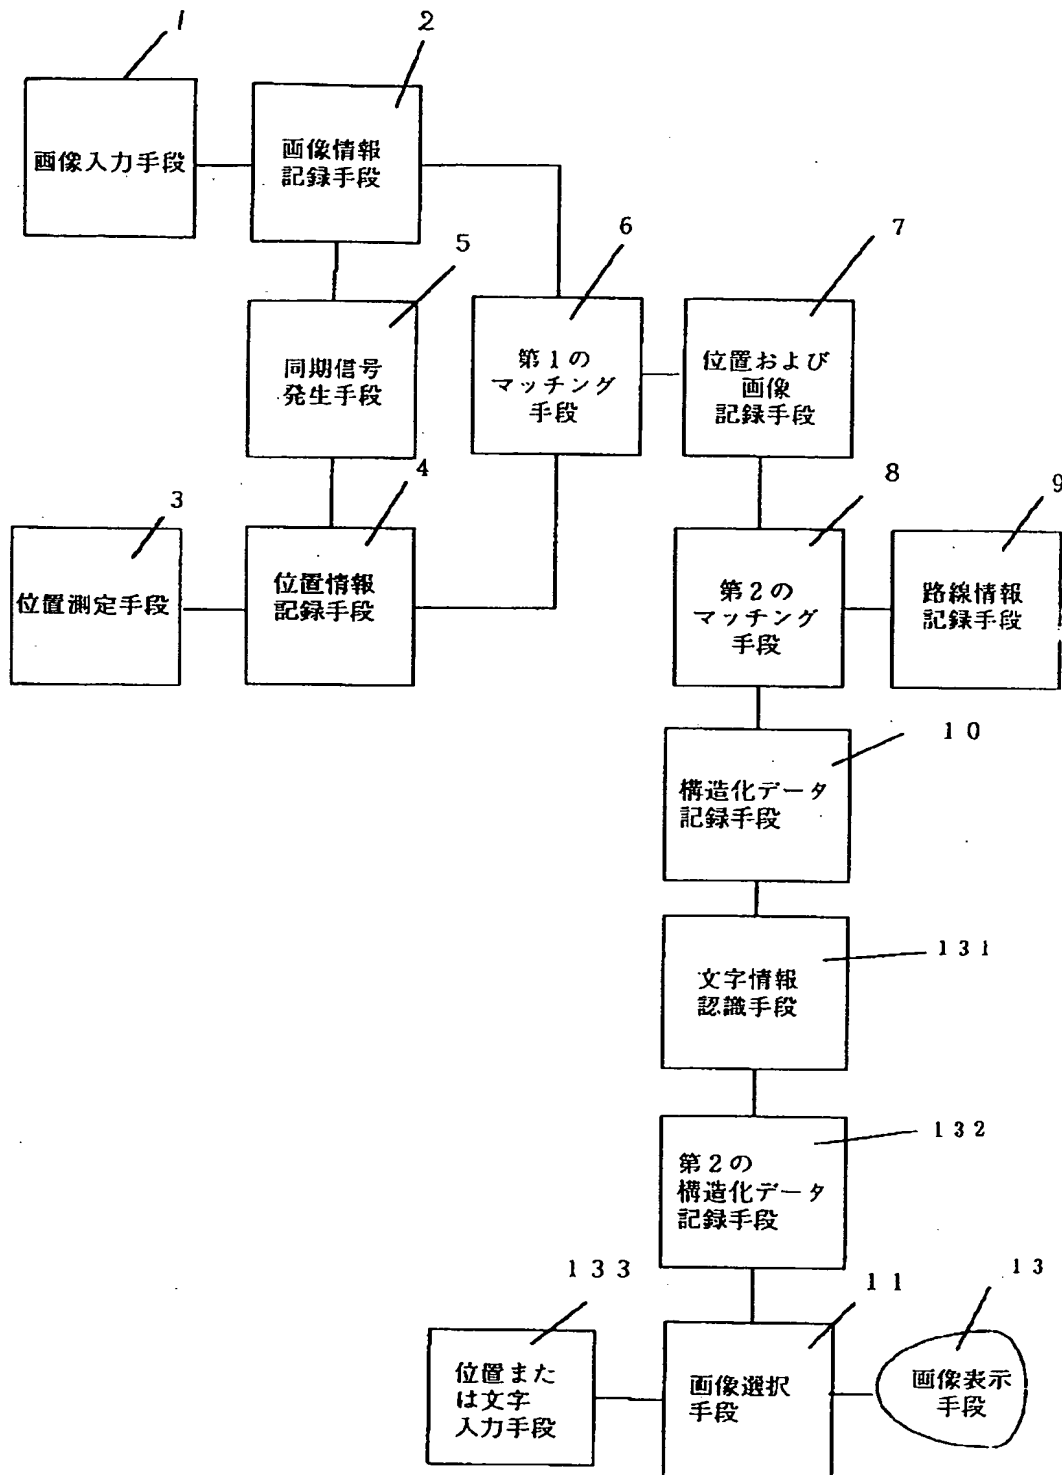 1
2
画像入力手段
画像情報
記録手段
5
6
7
同期信号
発生手段
第1の
マッチング
手段
位置および
画像
記録手段
3
4
8
9
位置測定手段
位置情報
記録手段
第2の
マッチング
手段
路線情報
記録手段
10
構造化データ
記録手段
131
文字情報
認識手段
132
第2の
構造化データ
記録手段
133
11
13
位置また
は文字
入力手段
画像選択
手段
画像表示
手段